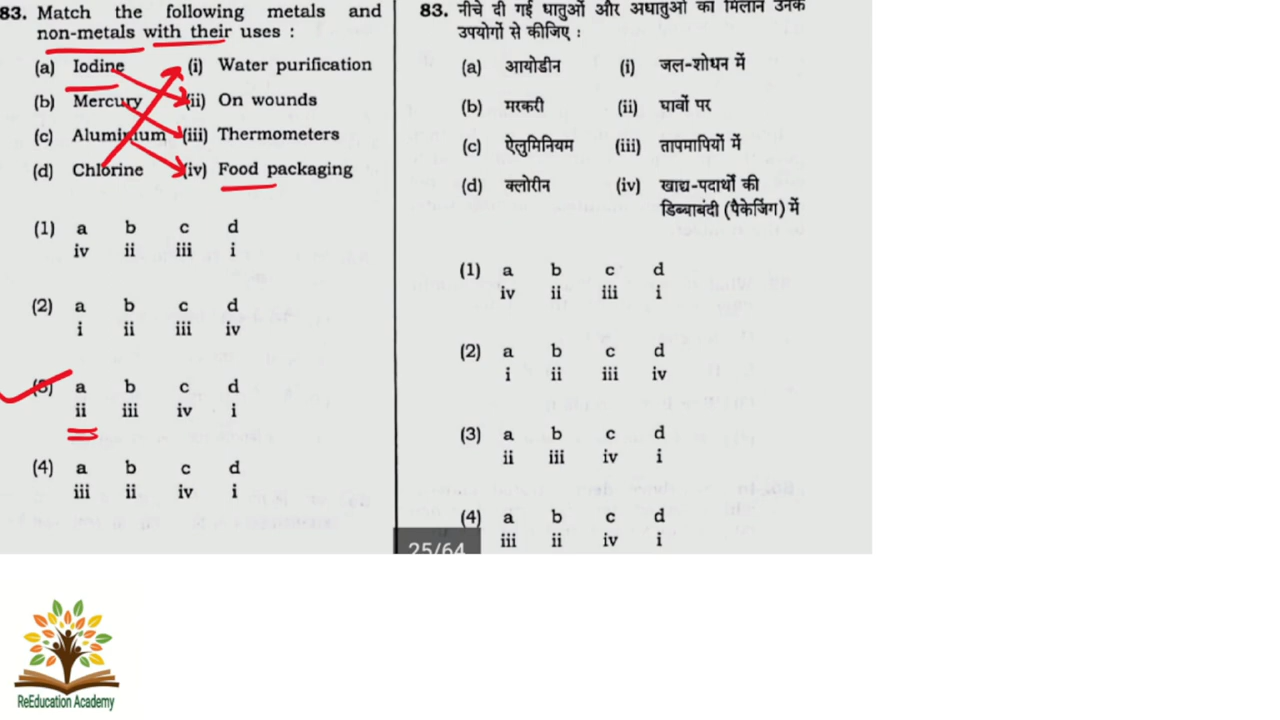 83. Match the following metals and
non-metals with their uses :
(a) Iodine (i) Water purification
(b) Mercury (ii) On wounds
(c) Aluminium (iii) Thermometers
(d) Chlorine (iv) Food packaging
(1) a b c d
iv ii iii i
(2) a b c d
i ii iii iv
(3) a b c d
ii iii iv i
(4) a b c d
iii ii iv i
83. नीचे दी गई धातुओं और अधातुओं का मिलान उनके
उपयोगों से कीजिए :
(a) आयोडीन (i) जल-शोधन में
(b) मरकरी (ii) घावों पर
(c) ऐलुमिनियम (iii) तापमापियों में
(d) क्लोरीन (iv) खाद्य-पदार्थों की
डिब्बाबंदी (पैकेजिंग) में
(1) a b c d
iv ii iii i
(2) a b c d
i ii iii iv
(3) a b c d
ii iii iv i
(4) a b c d
iii ii iv i
25/64
ReEducation Academy